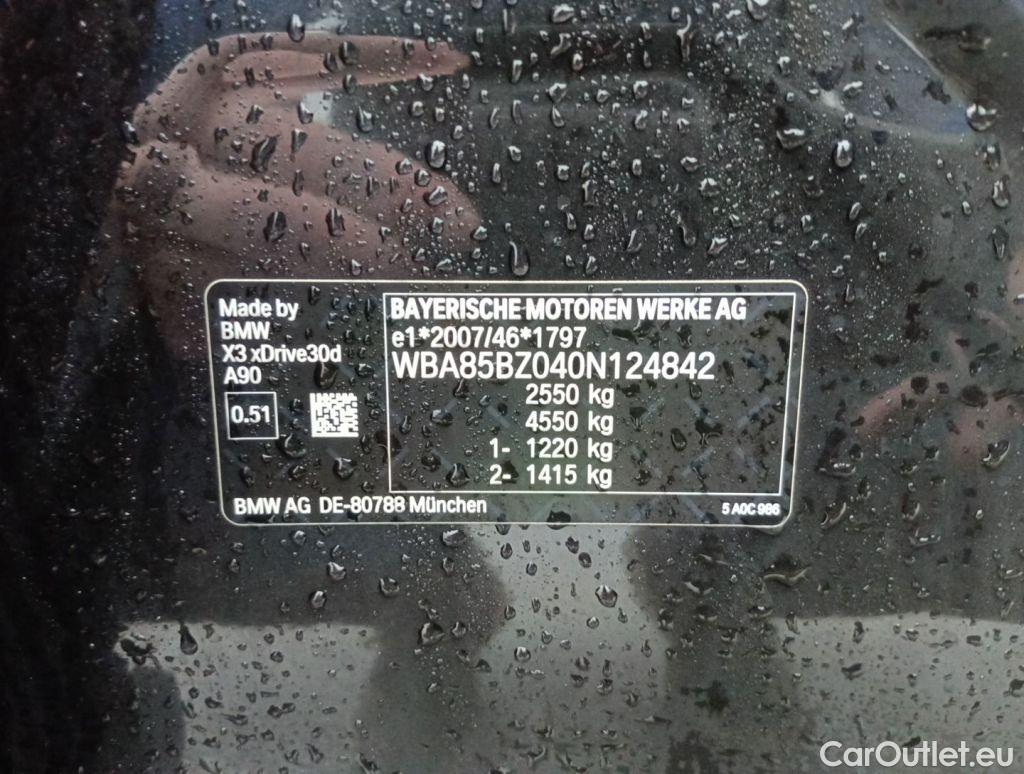 Made by
BMW
X3 xDrive30d
A90
0.51
BAYERISCHE MOTOREN WERKE AG
e1*2007/46*1797
WBA85BZ040N124842
2550 kg
4550 kg
1- 1220 kg
2- 1415 kg
BMW AG DE-80788 München
5 A0C 986
CarOutlet.eu